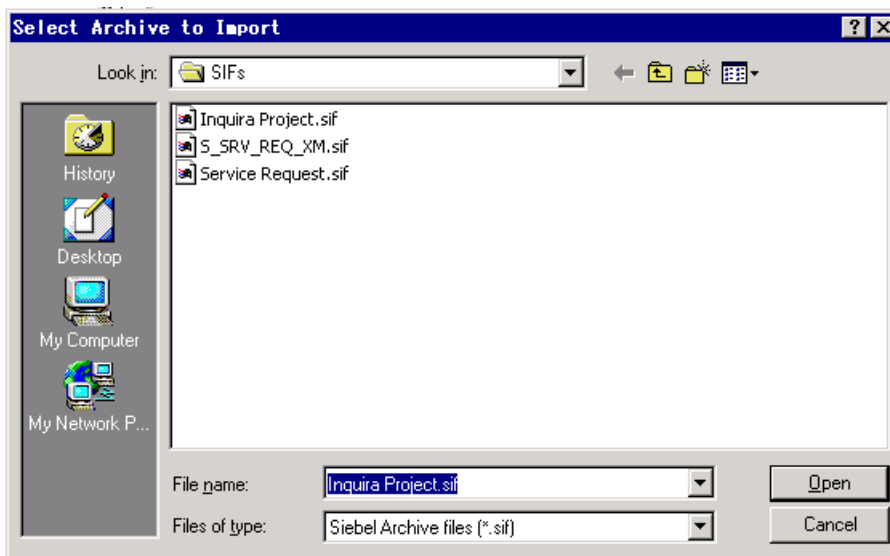 Select Archive to Import
Look in: SIFs
History
Desktop
My Computer
My Network P...
Inquira Project.sif
S_SRV_REQ_XM.sif
Service Request.sif
File name: Inquira Project.sif Open
Files of type: Siebel Archive files (*.sif) Cancel